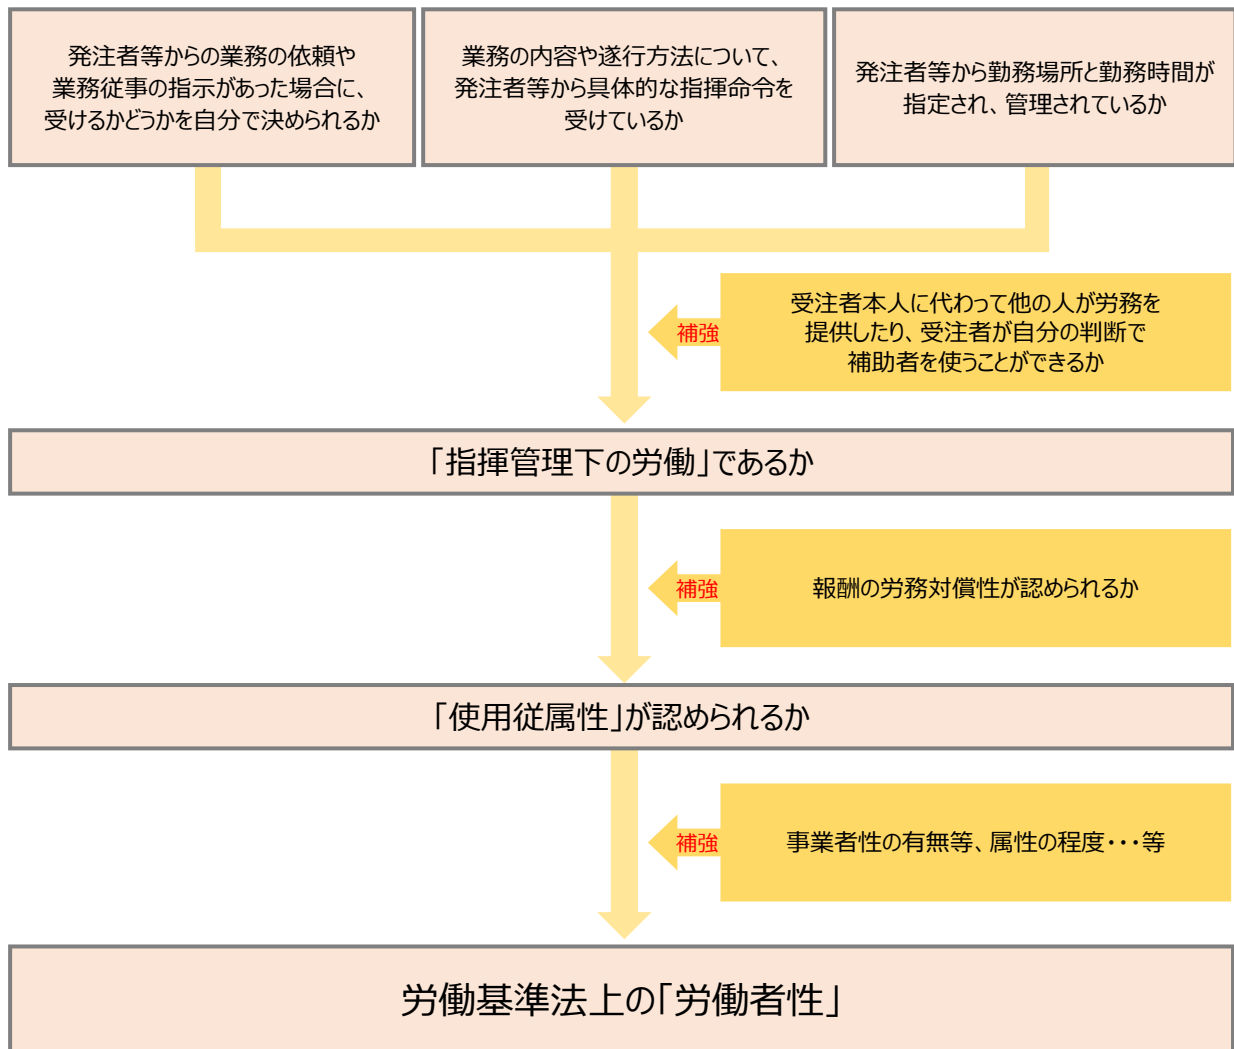 発注者等からの業務の依頼や
業務従事の指示があった場合に、
受けるかどうかを自分で決められるか
業務の内容や遂行方法について、
発注者等から具体的な指揮命令を
受けているか
発注者等から勤務場所と勤務時間が
指定され、管理されているか
補強
受注者本人に代わって他の人が労務を
提供したり、受注者が自分の判断で
補助者を使うことができるか
「指揮管理下の労働」であるか
補強
報酬の労務対償性が認められるか
「使用従属性」が認められるか
補強
事業者性の有無等、属性の程度・・・等
労働基準法上の「労働者性」